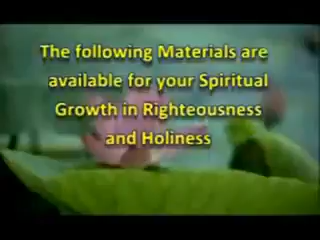 The following Materials are
available for your Spiritual
Growth in Righteousness
and Holiness